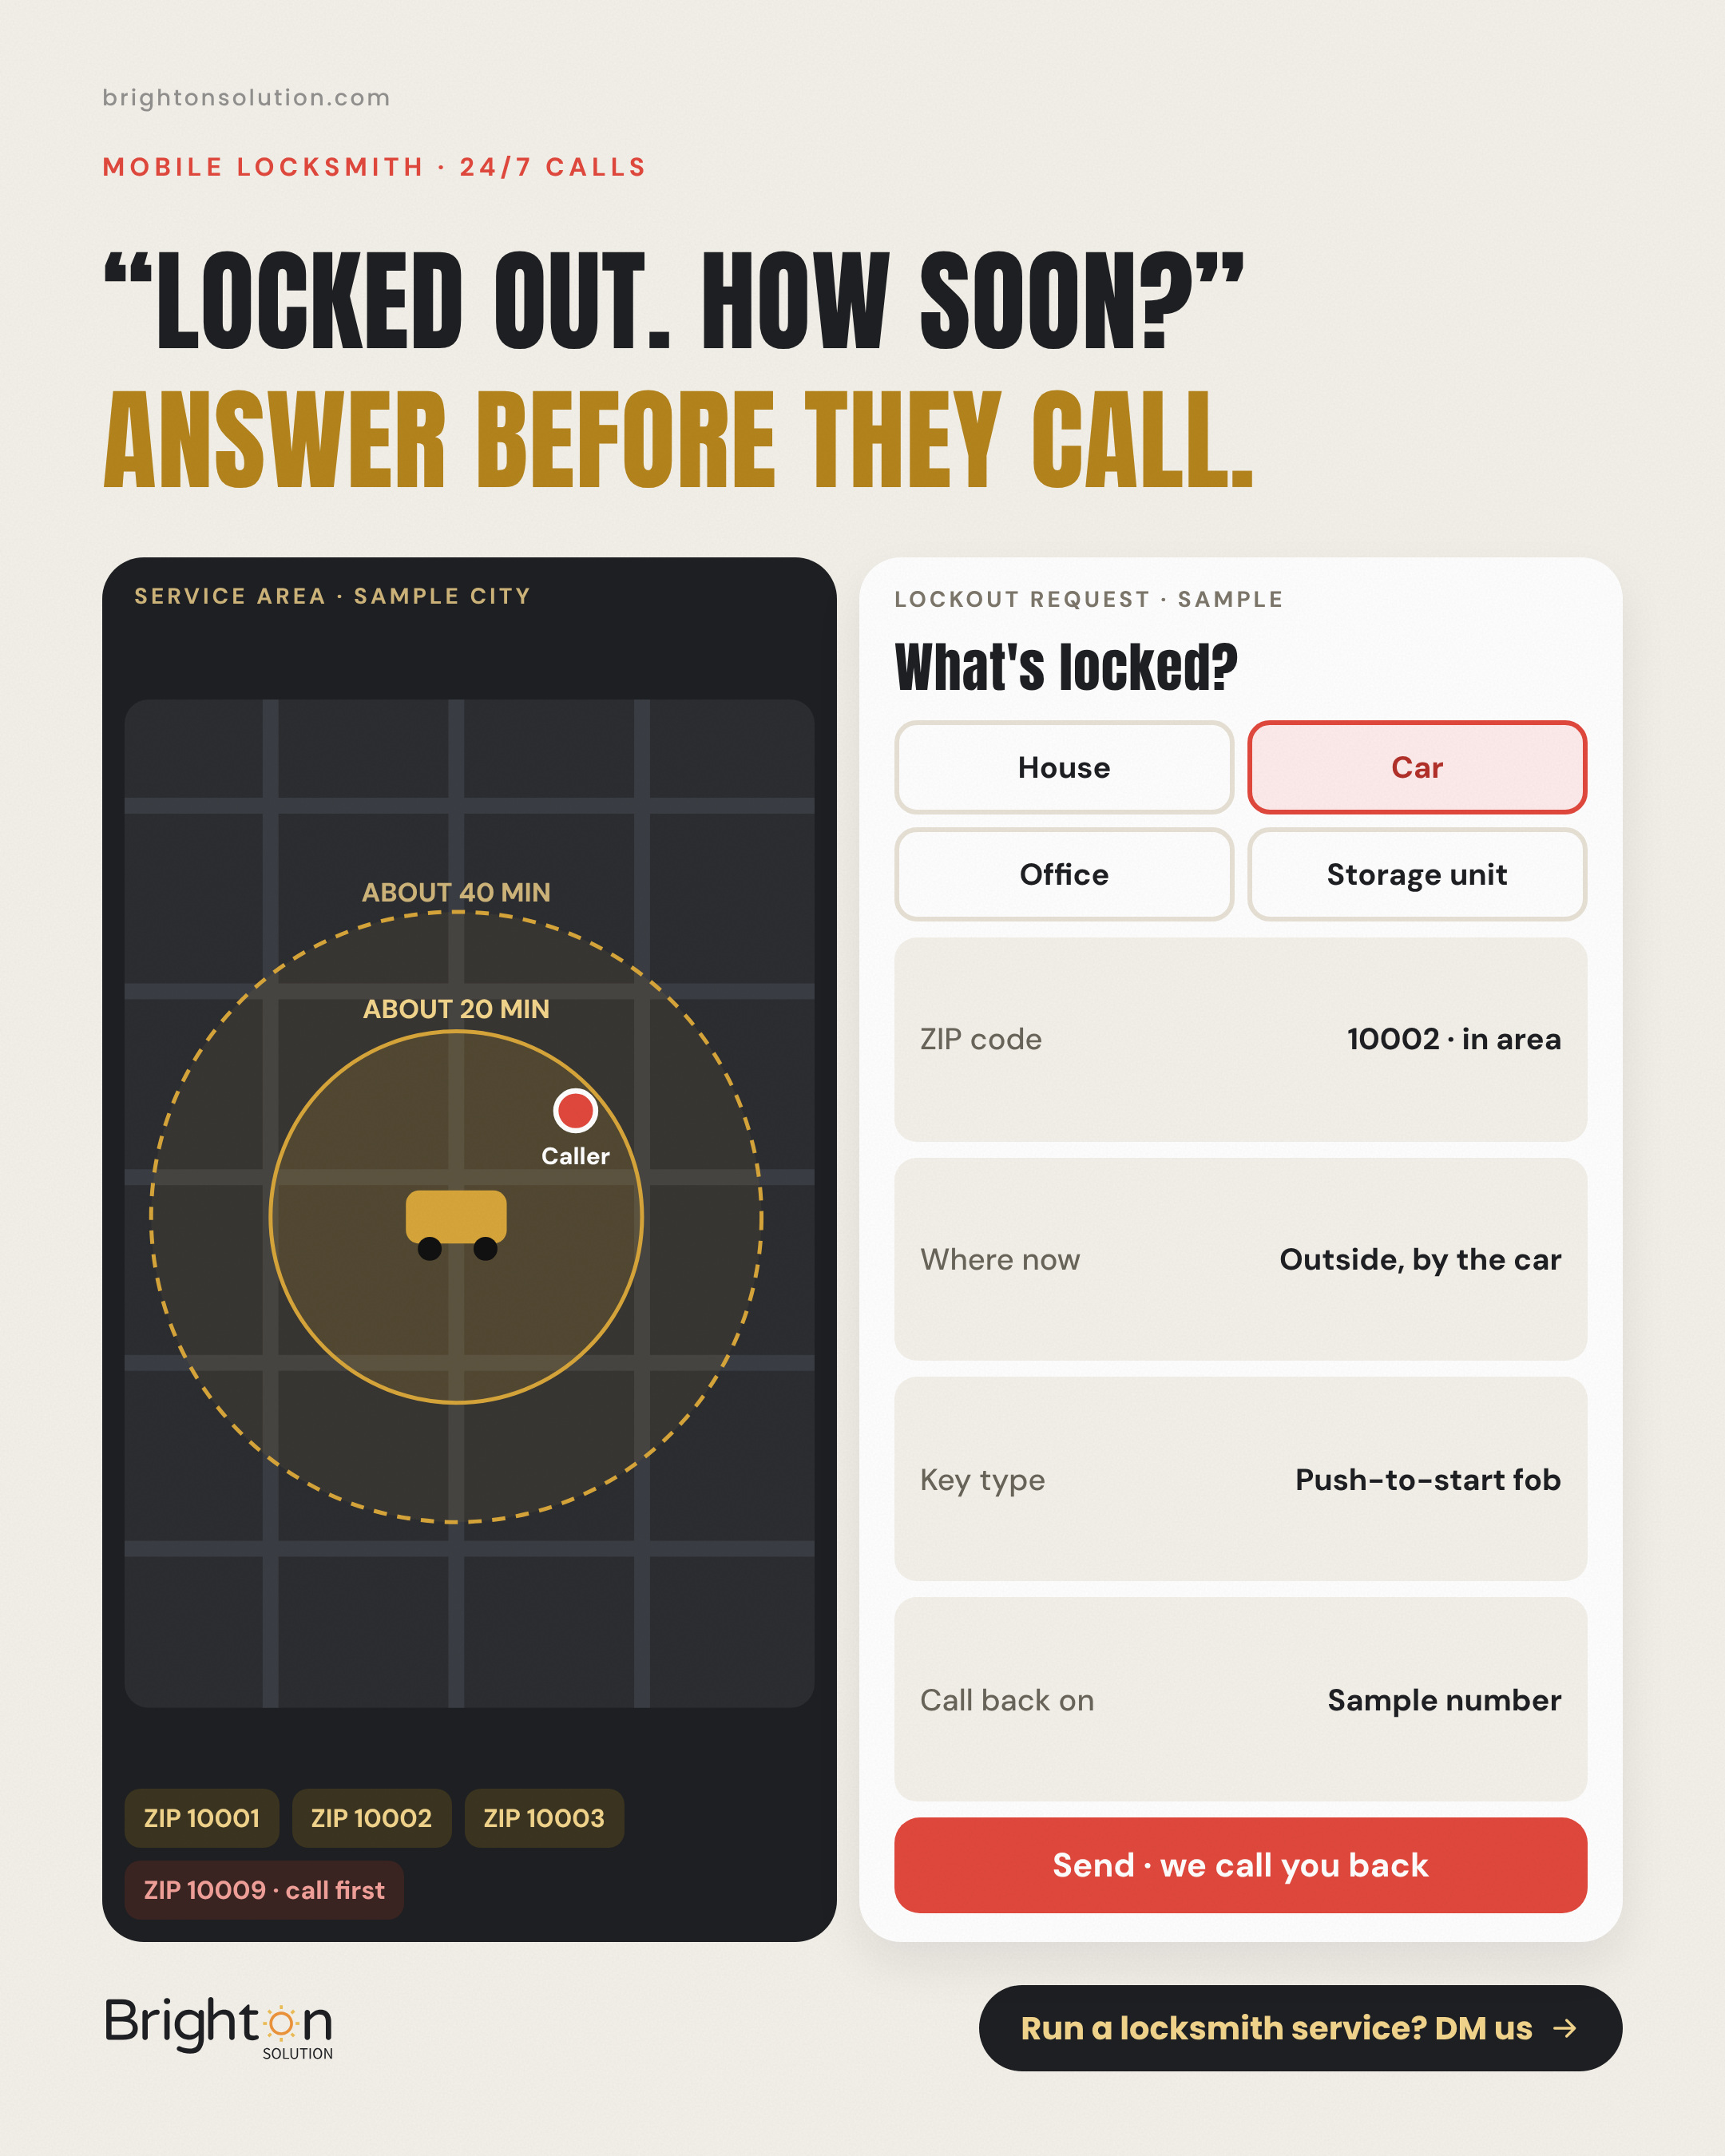 brightonsolution.com
MOBILE LOCKSMITH · 24/7 CALLS
“LOCKED OUT. HOW SOON?”
ANSWER BEFORE THEY CALL.
SERVICE AREA · SAMPLE CITY
ABOUT 40 MIN
ABOUT 20 MIN
Caller
ZIP 10001
ZIP 10002
ZIP 10003
ZIP 10009 · call first
LOCKOUT REQUEST · SAMPLE
What's locked?
House
Car
Office
Storage unit
ZIP code 10002 · in area
Where now Outside, by the car
Key type Push-to-start fob
Call back on Sample number
Send · we call you back
Brighton
SOLUTION
Run a locksmith service? DM us →